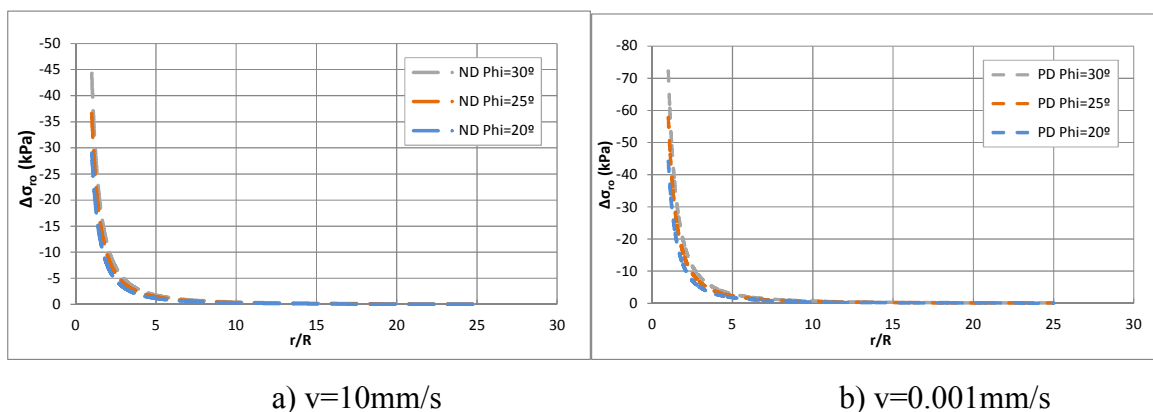 -50
-45
-40
-35
-30
-25
-20
-15
-10
-5
0
Δσro (kPa)
0 5 10 15 20 25 30
r/R
ND Phi=30º
ND Phi=25º
ND Phi=20º
-80
-70
-60
-50
-40
-30
-20
-10
0
Δσro (kPa)
0 5 10 15 20 25 30
r/R
PD Phi=30º
PD Phi=25º
PD Phi=20º
a) v=10mm/s
b) v=0.001mm/s